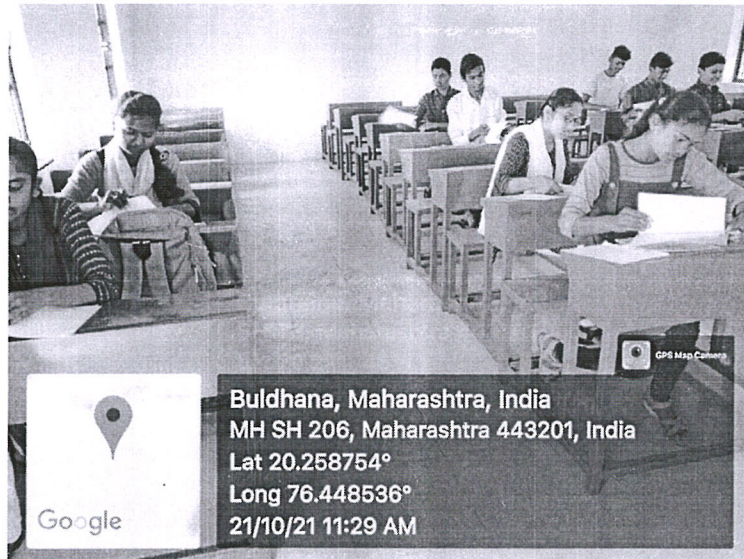 GPS Map Camera
Buldhana, Maharashtra, India
MH SH 206, Maharashtra 443201, India
Lat 20.258754°
Long 76.448536°
21/10/21 11:29 AM
Google